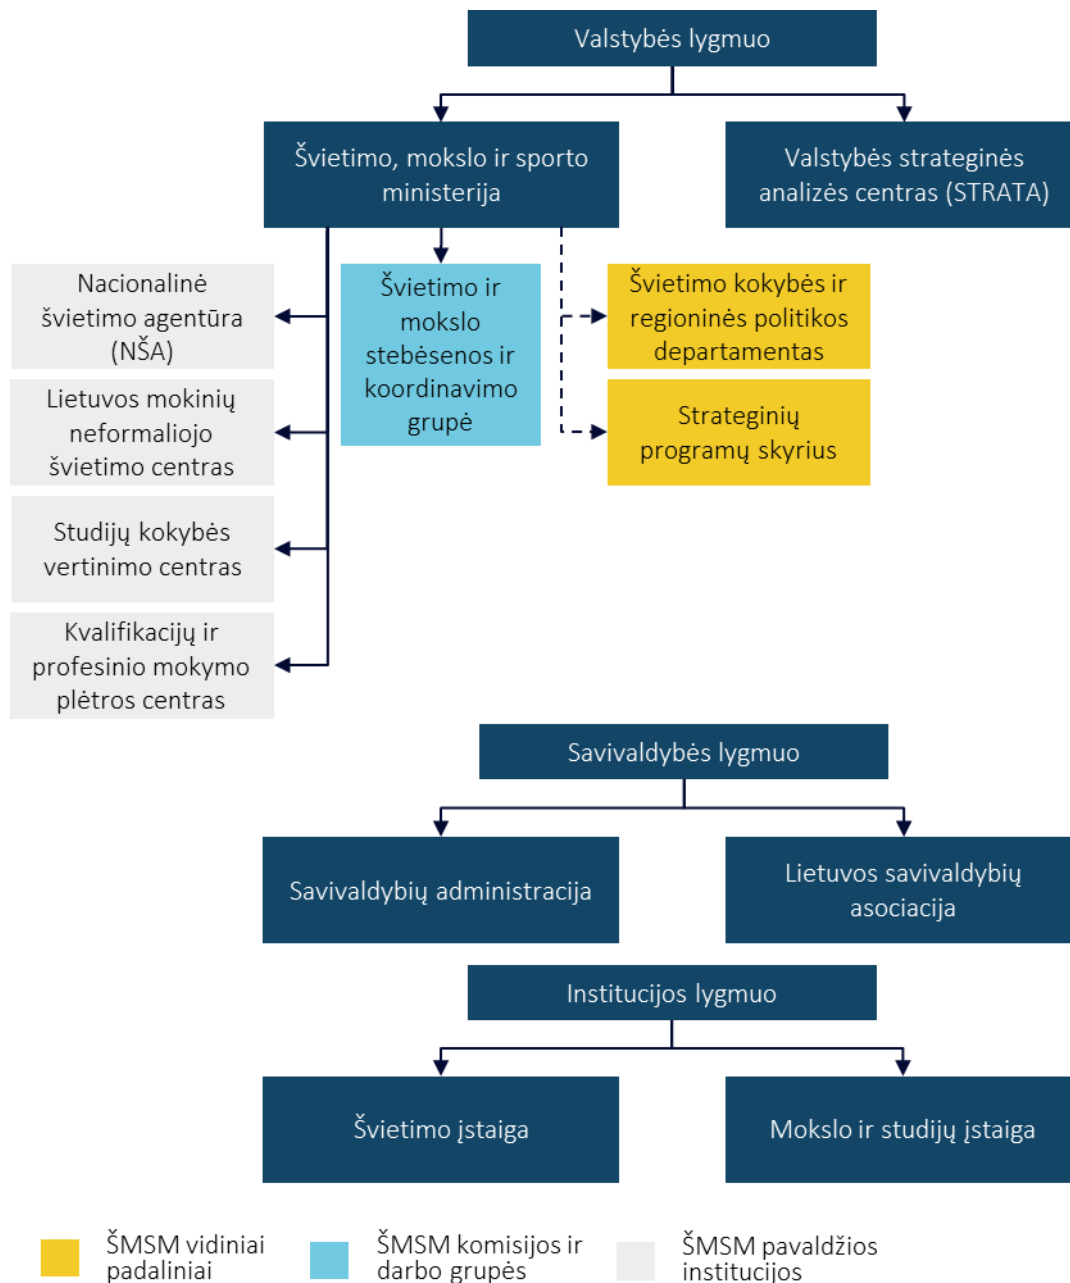 Valstybės lygmuo
Švietimo, mokslo ir sporto
ministerija
Valstybės strateginės
analizės centras (STRATA)
Nacionalinė
švietimo agentūra
(NŠA)
Švietimo ir
mokslo
stebėsenos ir
koordinavimo
grupė
Švietimo kokybės ir
regioninės politikos
departamentas
Lietuvos mokinių
neformaliojo
švietimo centras
Strateginių
programų skyrius
Studijų kokybės
vertinimo centras
Kvalifikacijų ir
profesinio mokymo
plėtros centras
Savivaldybės lygmuo
Savivaldybių administracija
Lietuvos savivaldybių
asociacija
Institucijos lygmuo
Švietimo įstaiga
Mokslo ir studijų įstaiga
ŠMSM vidiniai
padaliniai
ŠMSM komisijos ir
darbo grupės
ŠMSM pavaldžios
institucijos